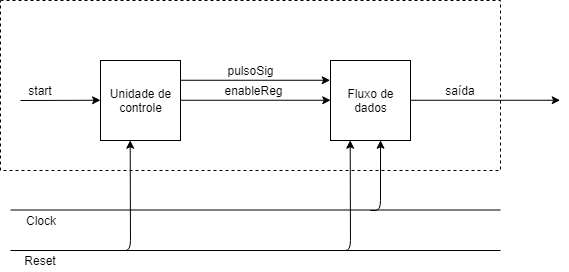 start
Unidade de
controle
pulsoSig
enableReg
Fluxo de
dados
saída
Clock
Reset